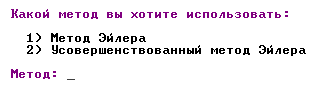 Какой метод вы хотите использовать:
1) Метод Эйлера
2) Усовершенствованный метод Эйлера
Метод: _